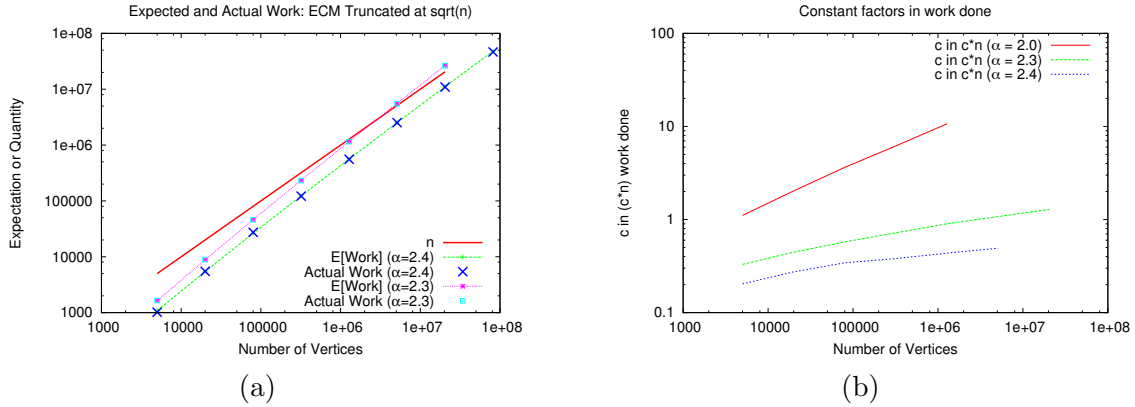 Expected and Actual Work: ECM Truncated at sqrt(n)
1e+08
1e+07
1e+06
100000
10000
1000
Expectation or Quantity
n
E[Work] (α=2.4)
Actual Work (α=2.4)
E[Work] (α=2.3)
Actual Work (α=2.3)
1000 10000 100000 1e+06 1e+07 1e+08
Number of Vertices
(a)
Constant factors in work done
100
10
1
0.1
c in (c*n) work done
c in c*n (α = 2.0)
c in c*n (α = 2.3)
c in c*n (α = 2.4)
1000 10000 100000 1e+06 1e+07 1e+08
Number of Vertices
(b)